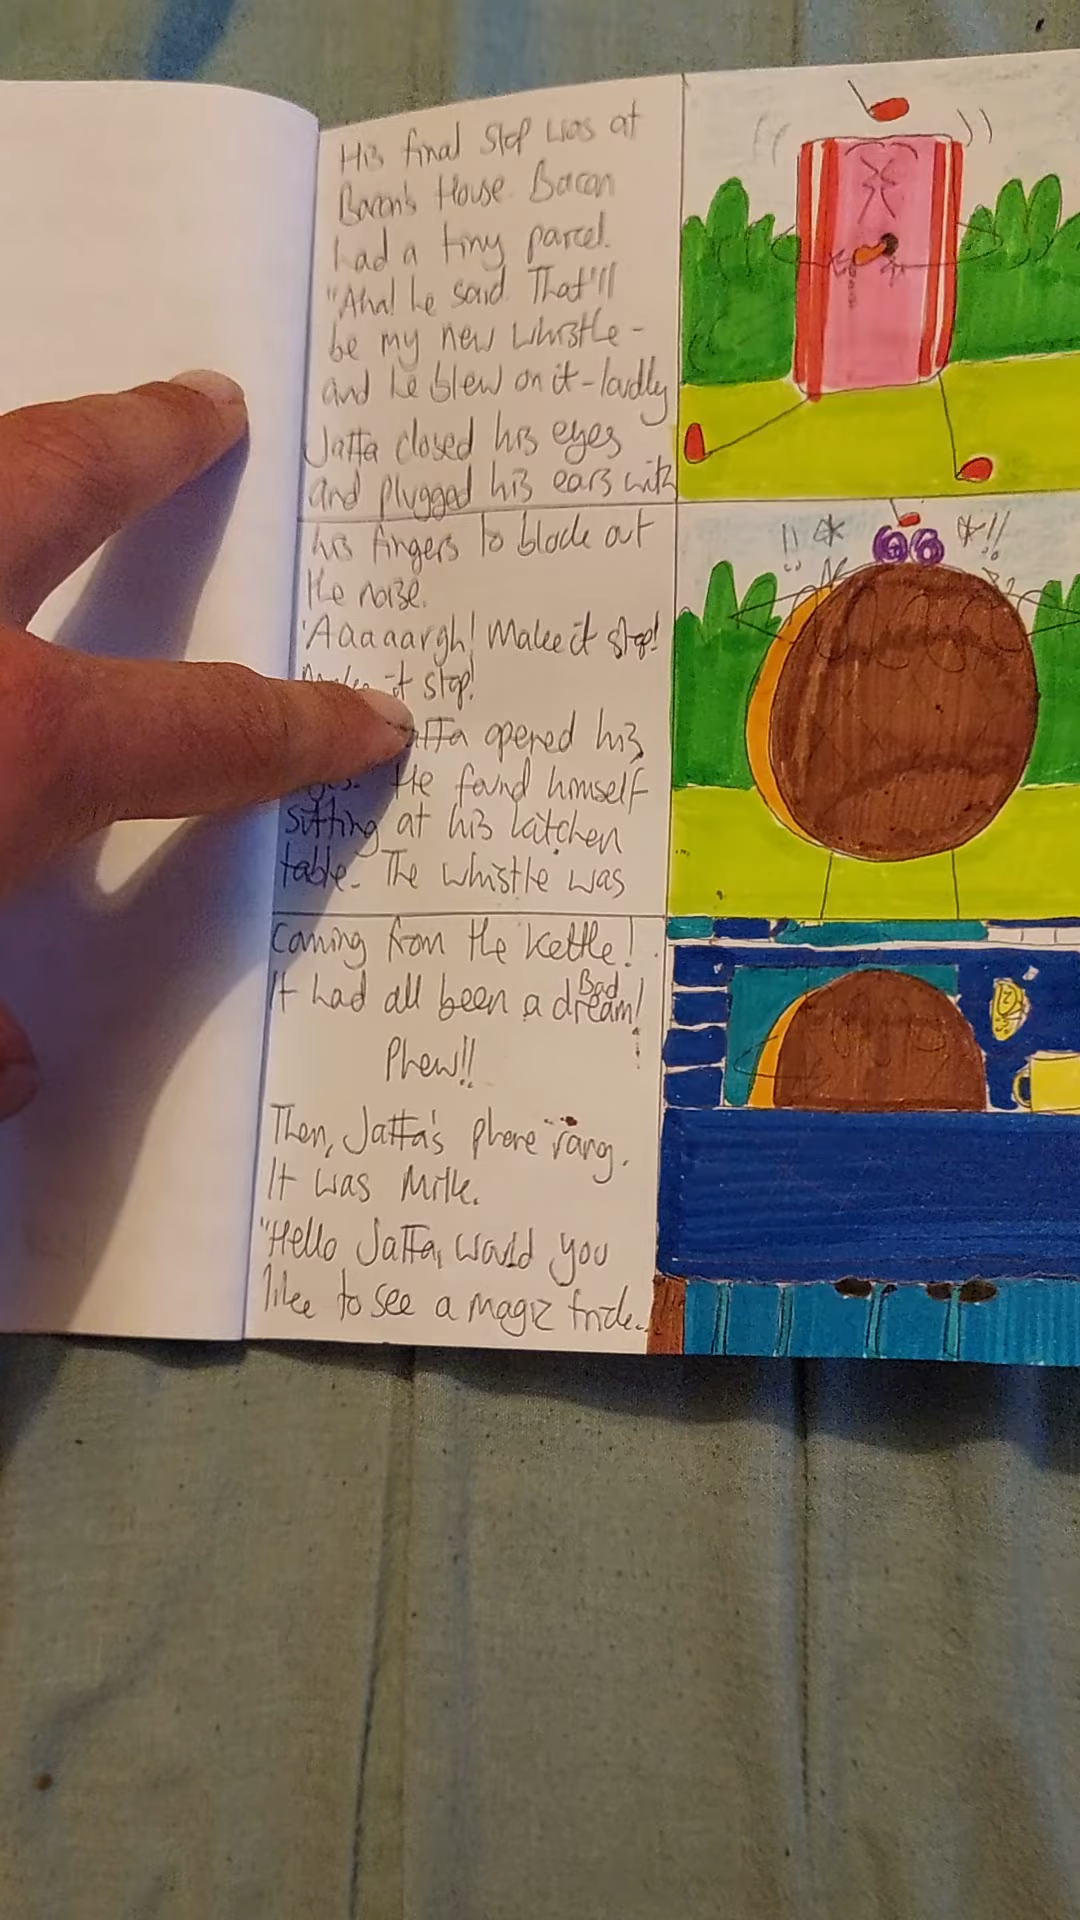 His final stop was at
Bacon's House. Bacon
had a tiny parcel.
"Aha! he said. That'll
be my new whistle -
and he blew on it - loudly
Jaffa closed his eyes
and plugged his ears with
his fingers to block out
the noise.
'Aaaaargh! Make it stop!
it stop!
opened his
He found himself
sitting at his kitchen
table. The whistle was
coming from the kettle!
It had all been a Bad dream!
Phew!!
Then, Jaffa's phone rang.
It was Milk.
"Hello Jaffa, would you
like to see a magic trick..